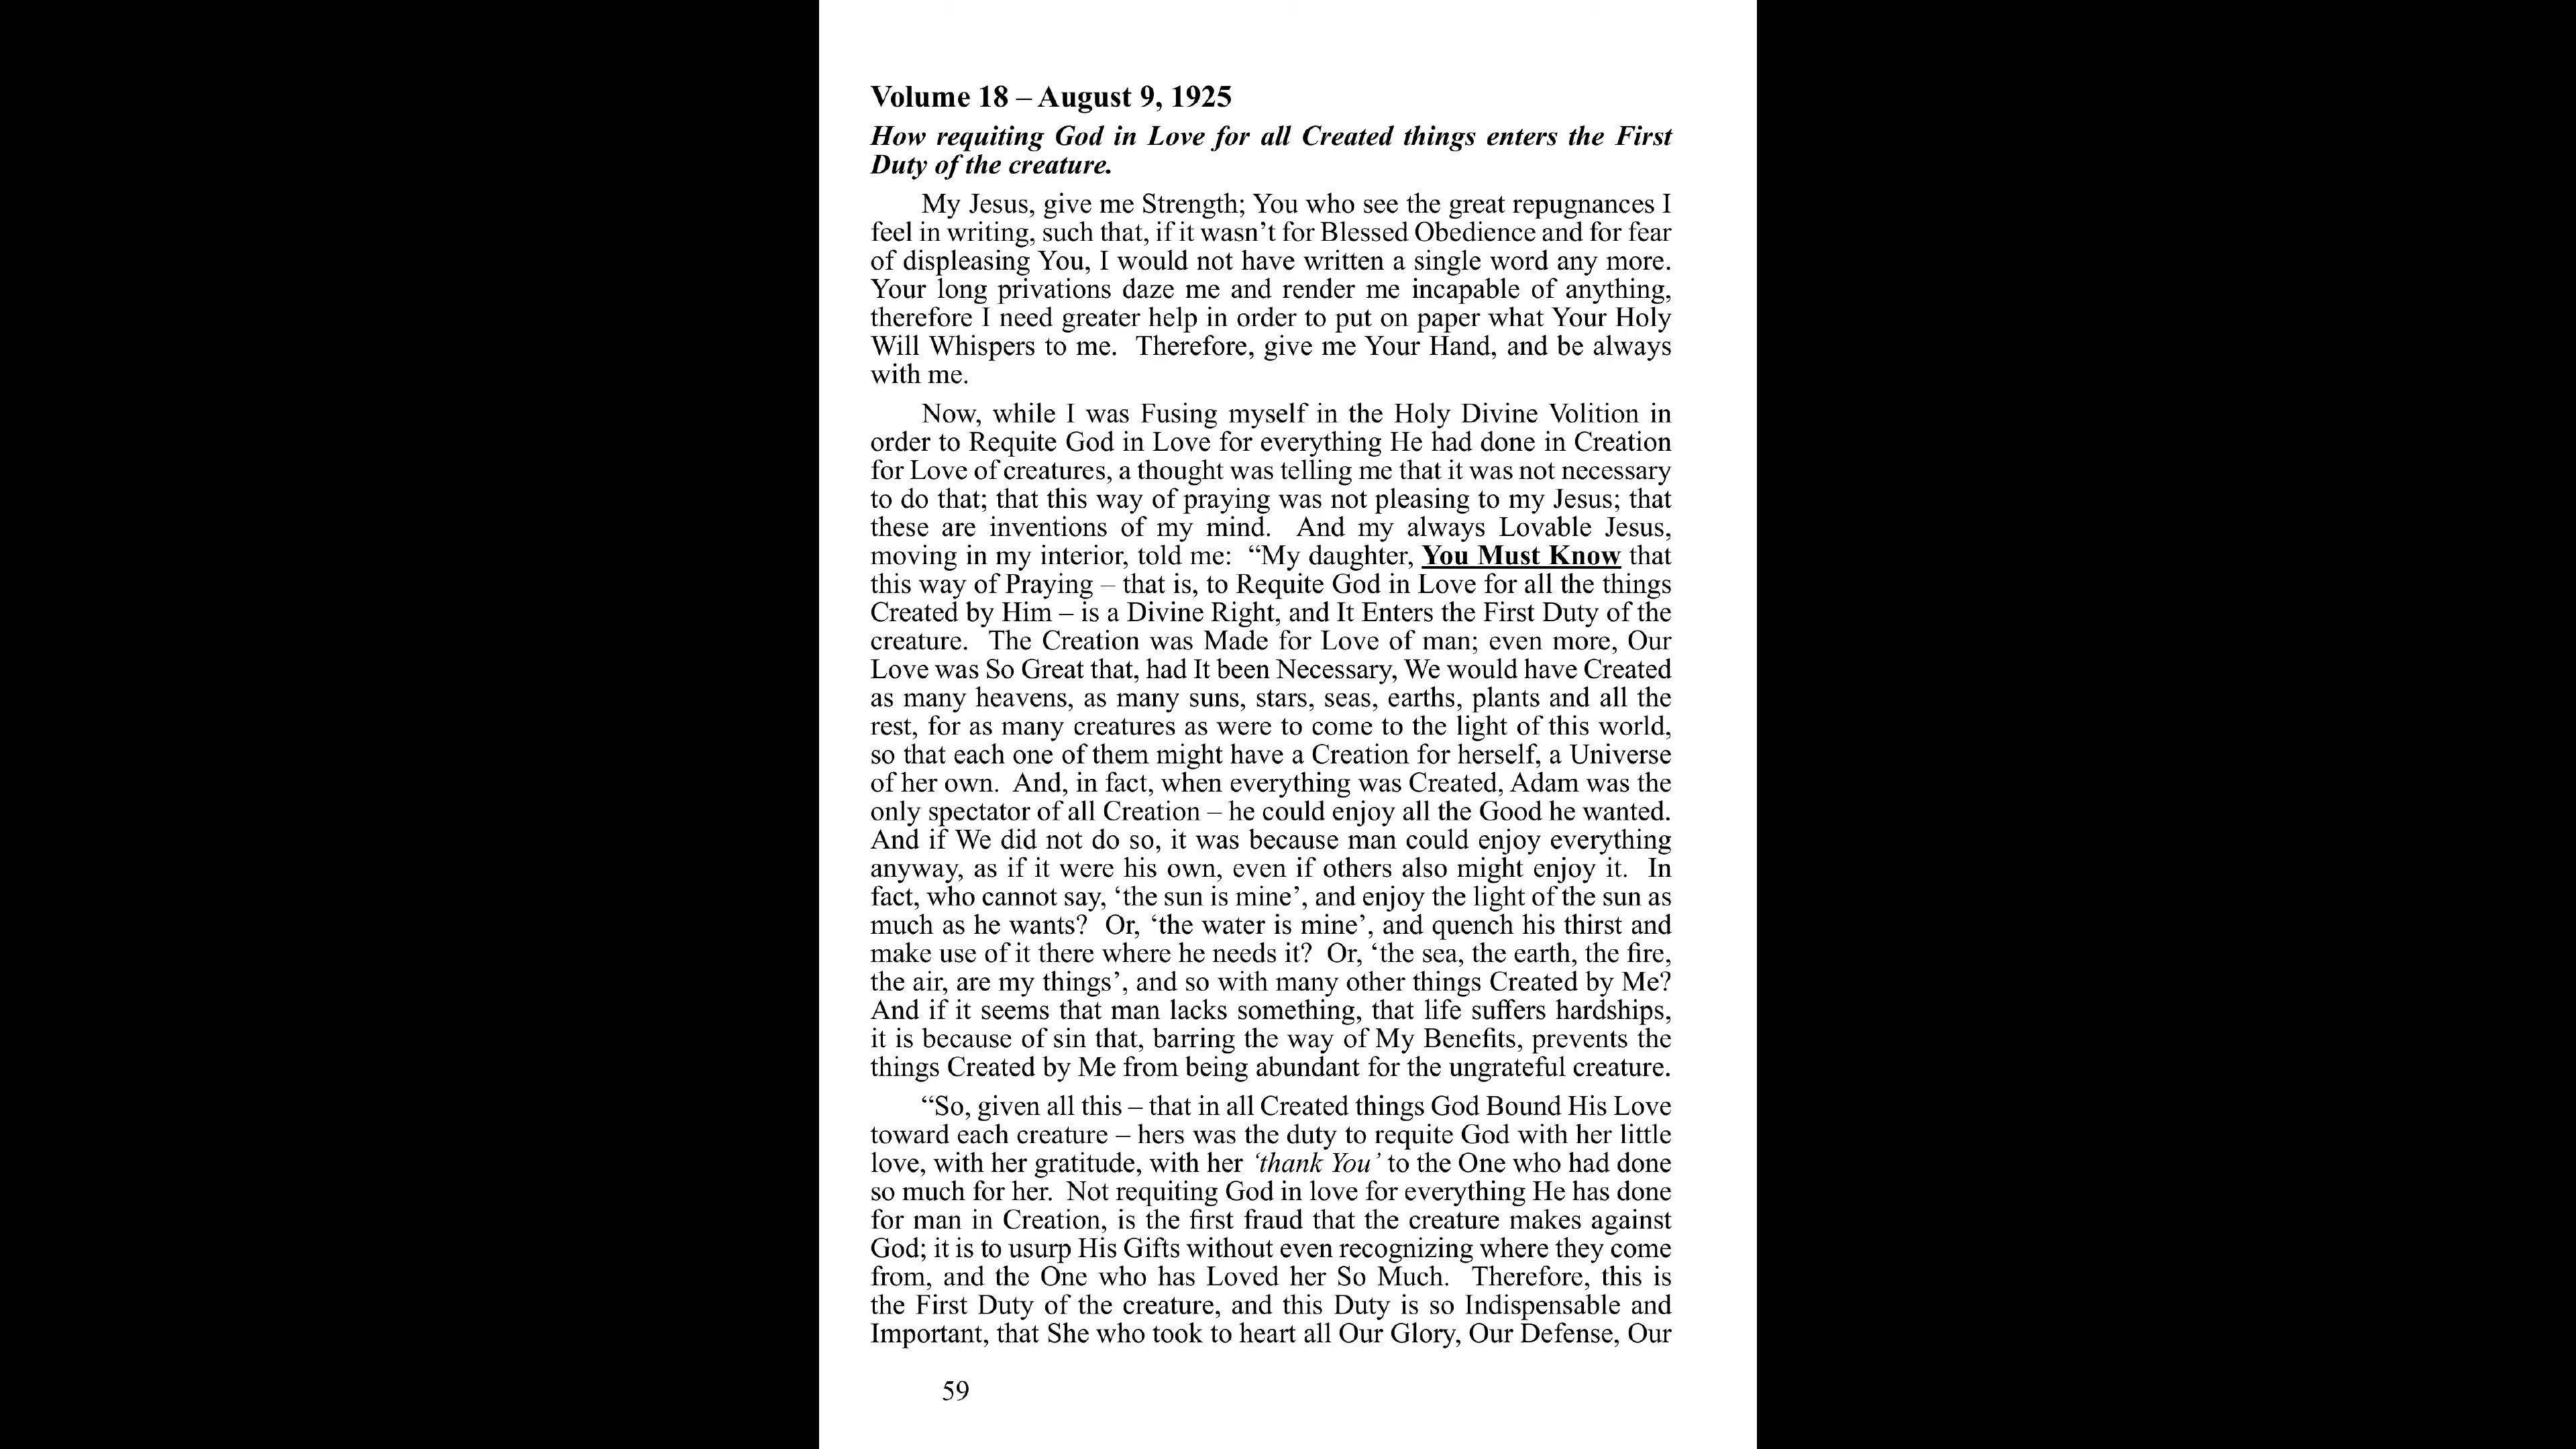 Volume 18 – August 9, 1925
How requiting God in Love for all Created things enters the First
Duty of the creature.
My Jesus, give me Strength; You who see the great repugnances I
feel in writing, such that, if it wasn’t for Blessed Obedience and for fear
of displeasing You, I would not have written a single word any more.
Your long privations daze me and render me incapable of anything,
therefore I need greater help in order to put on paper what Your Holy
Will Whispers to me.  Therefore, give me Your Hand, and be always
with me.
Now, while I was Fusing myself in the Holy Divine Volition in
order to Requite God in Love for everything He had done in Creation
for Love of creatures, a thought was telling me that it was not necessary
to do that; that this way of praying was not pleasing to my Jesus; that
these are inventions of my mind.  And my always Lovable Jesus,
moving in my interior, told me:  “My daughter, You Must Know that
this way of Praying – that is, to Requite God in Love for all the things
Created by Him – is a Divine Right, and It Enters the First Duty of the
creature.  The Creation was Made for Love of man; even more, Our
Love was So Great that, had It been Necessary, We would have Created
as many heavens, as many suns, stars, seas, earths, plants and all the
rest, for as many creatures as were to come to the light of this world,
so that each one of them might have a Creation for herself, a Universe
of her own.  And, in fact, when everything was Created, Adam was the
only spectator of all Creation – he could enjoy all the Good he wanted.
And if We did not do so, it was because man could enjoy everything
anyway, as if it were his own, even if others also might enjoy it.  In
fact, who cannot say, ‘the sun is mine’, and enjoy the light of the sun as
much as he wants?  Or, ‘the water is mine’, and quench his thirst and
make use of it there where he needs it?  Or, ‘the sea, the earth, the fire,
the air, are my things’, and so with many other things Created by Me?
And if it seems that man lacks something, that life suffers hardships,
it is because of sin that, barring the way of My Benefits, prevents the
things Created by Me from being abundant for the ungrateful creature.
“So, given all this – that in all Created things God Bound His Love
toward each creature – hers was the duty to requite God with her little
love, with her gratitude, with her ‘thank You’ to the One who had done
so much for her.  Not requiting God in love for everything He has done
for man in Creation, is the first fraud that the creature makes against
God; it is to usurp His Gifts without even recognizing where they come
from, and the One who has Loved her So Much.  Therefore, this is
the First Duty of the creature, and this Duty is so Indispensable and
Important, that She who took to heart all Our Glory, Our Defense, Our
59